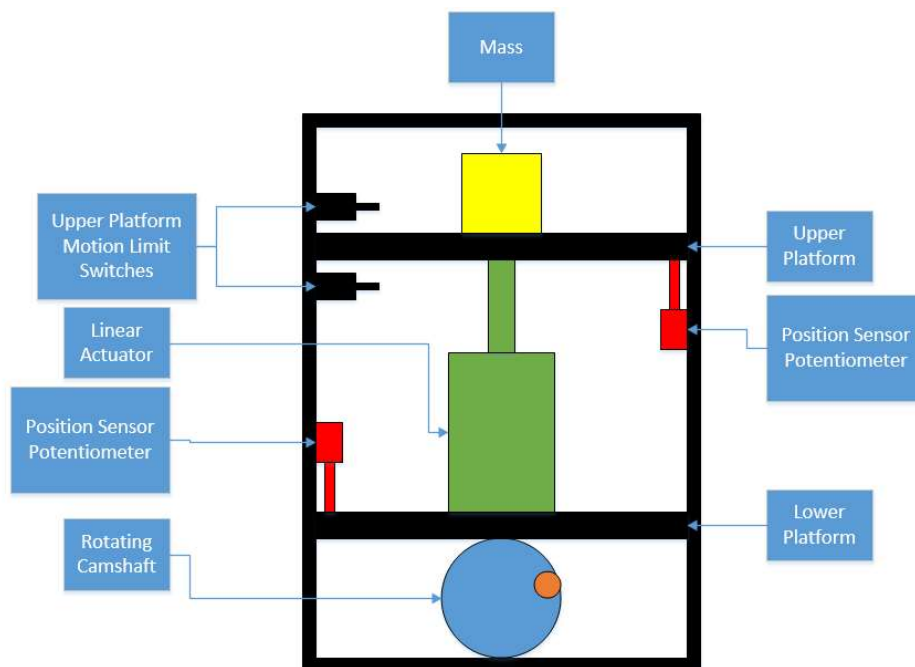 Mass
Upper Platform
Motion Limit
Switches
Upper
Platform
Linear
Actuator
Position Sensor
Potentiometer
Position Sensor
Potentiometer
Lower
Platform
Rotating
Camshaft